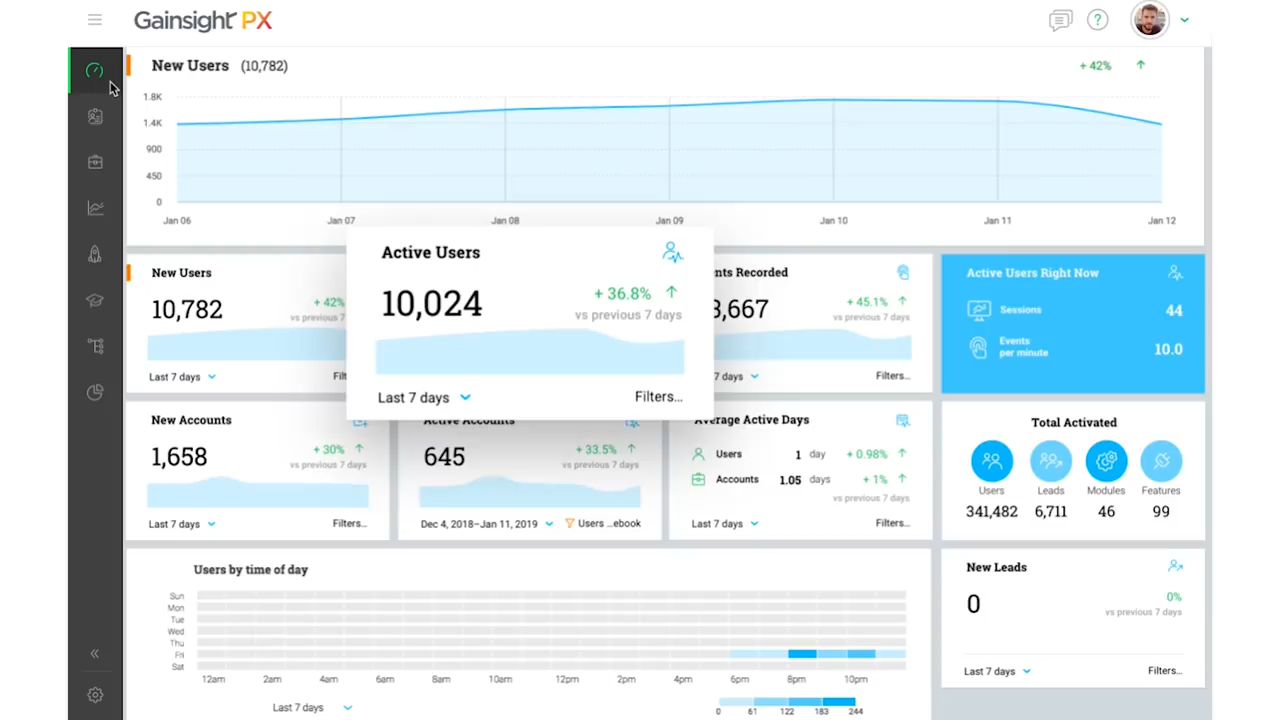 Gainsight PX
?
New Users (10,782)
+ 42%
1.8K
1.4K
900
450
0
Jan 06 Jan 07 Jan 08 Jan 09 Jan 10 Jan 11 Jan 12
New Users
10,782
+ 42%
vs previous 7
Last 7 days
Active Users
10,024
+ 36.8%
vs previous 7 days
Last 7 days
Filters...
Recorded
+ 45.1%
vs previous 7 days
7 days
Filters...
Active Users Right Now
Sessions
44
Events
per minute
10.0
New Accounts
1,658
+ 30%
vs previous 7 days
Last 7 days
Filters...
Active Accounts
645
+ 33.5%
vs previous 7 days
Dec 4, 2018–Jan 11, 2019
Users ...ebook
Average Active Days
Users 1 day + 0.98%
Accounts 1.05 days + 1%
vs previous 7 days
Last 7 days
Filters...
Total Activated
Users Leads Modules Features
341,482 6,711 46 99
Users by time of day
Sun
Mon
Tue
Wed
Thu
Fri
Sat
12am 2am 4am 6am 8am 10am 12pm 2pm 4pm 6pm 8pm 10pm
Last 7 days
0 61 122 183 244
New Leads
0
0%
vs previous 7 days
Last 7 days
Filters...